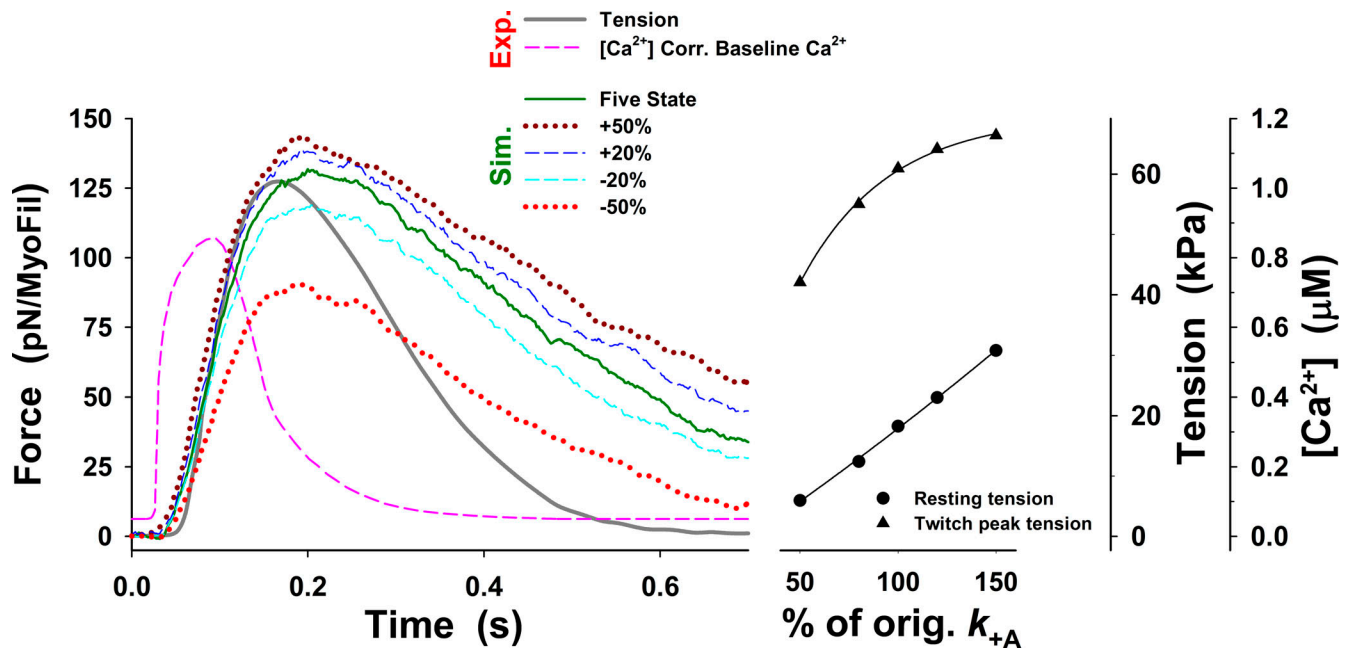 Exp.
Tension
[Ca²⁺] Corr. Baseline Ca²⁺
Sim.
Five State
+50%
+20%
-20%
-50%
Force (pN/MyoFil)
150
125
100
75
50
25
0
0.0
0.2
0.4
0.6
Time (s)
Resting tension
Twitch peak tension
50
100
150
% of orig. k+A
60
40
20
0
Tension (kPa)
1.2
1.0
0.8
0.6
0.4
0.2
0.0
[Ca²⁺] (µM)